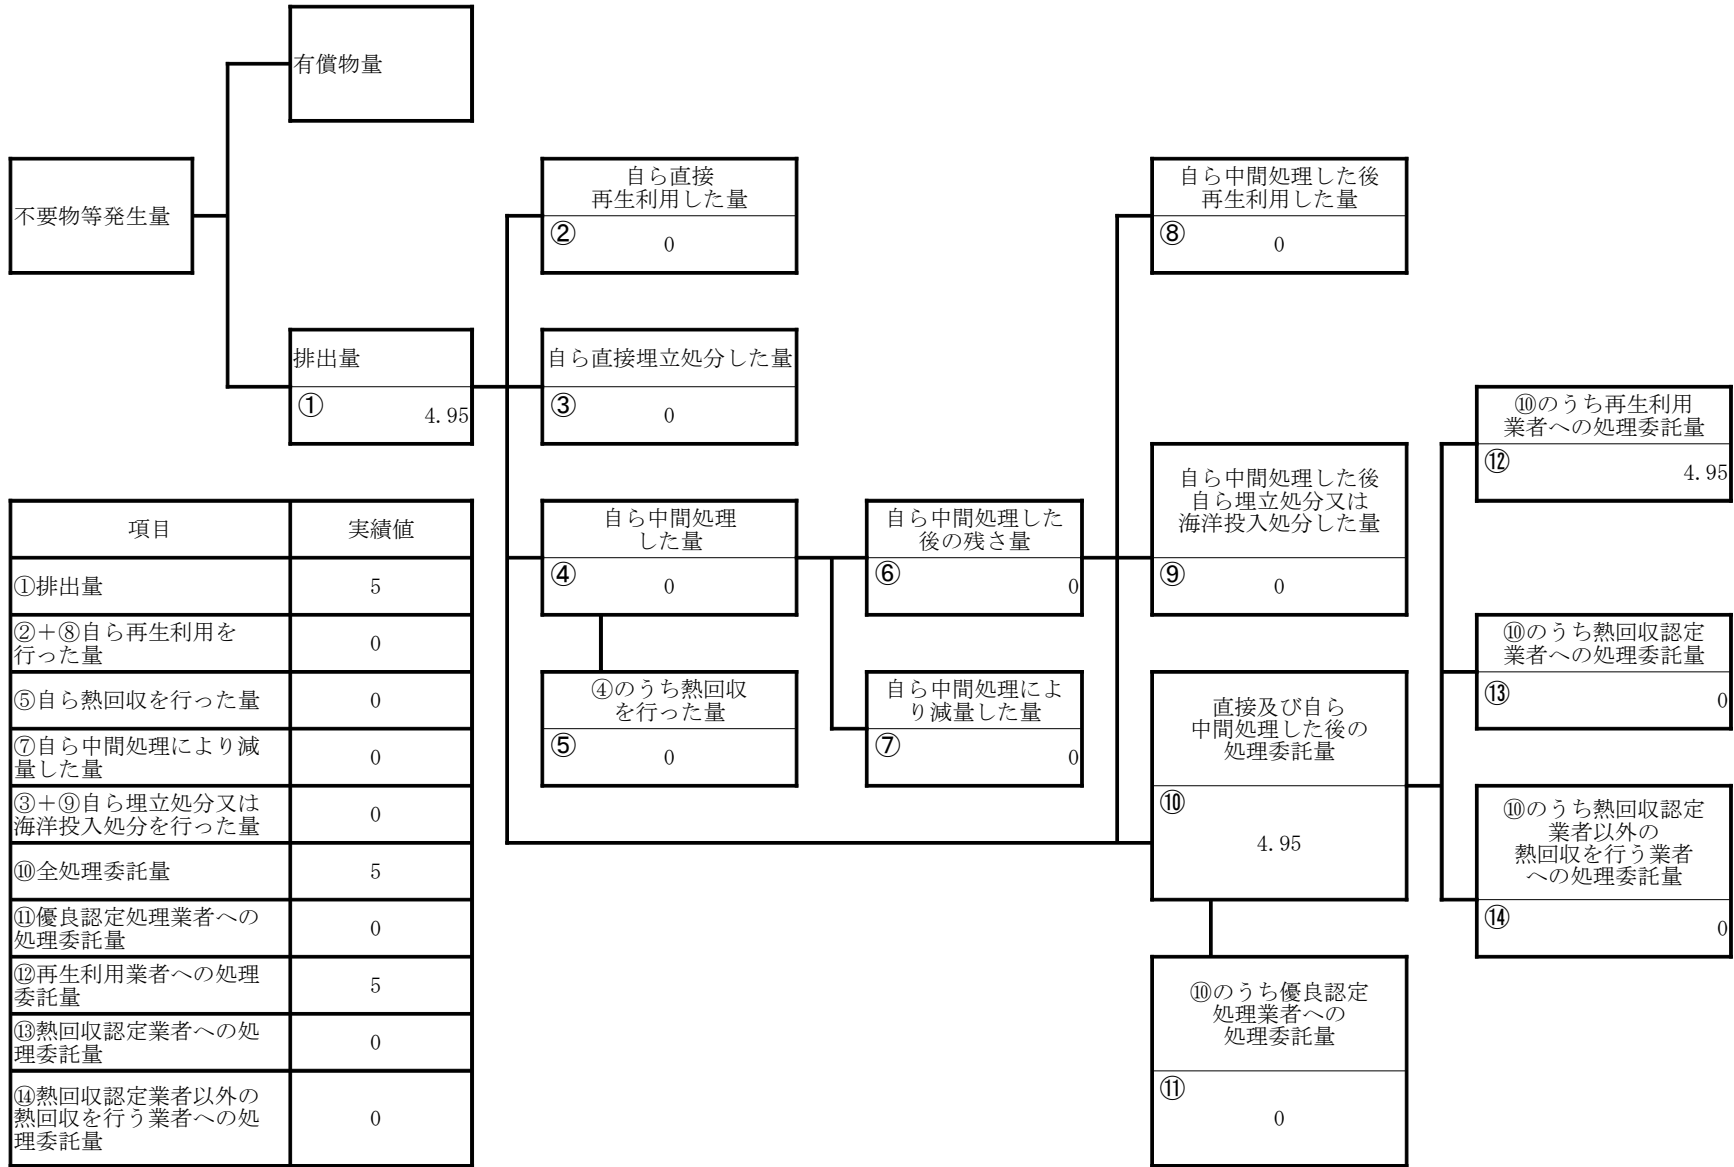 有償物量
不要物等発生量
自ら直接
再生利用した量
②
0
自ら中間処理した後
再生利用した量
⑧
0
排出量
①
4.95
自ら直接埋立処分した量
③
0
⑩のうち再生利用
業者への処理委託量
⑫
4.95
自ら中間処理
した量
④
0
自ら中間処理した
後の残さ量
⑥
0
自ら中間処理した後
自ら埋立処分又は
海洋投入処分した量
⑨
0
⑩のうち熱回収認定
業者への処理委託量
⑬
0
④のうち熱回収
を行った量
⑤
0
自ら中間処理によ
り減量した量
⑦
0
直接及び自ら
中間処理した後の
処理委託量
⑩
4.95
⑩のうち熱回収認定
業者以外の
熱回収を行う業者
への処理委託量
⑭
0
⑩のうち優良認定
処理業者への
処理委託量
⑪
0
項目 実績値
①排出量 5
②+⑧自ら再生利用を
行った量 0
⑤自ら熱回収を行った量 0
⑦自ら中間処理により減
量した量 0
③+⑨自ら埋立処分又は
海洋投入処分を行った量 0
⑩全処理委託量 5
⑪優良認定処理業者への
処理委託量 0
⑫再生利用業者への処理
委託量 5
⑬熱回収認定業者への処
理委託量 0
⑭熱回収認定業者以外の
熱回収を行う業者への処
理委託量 0